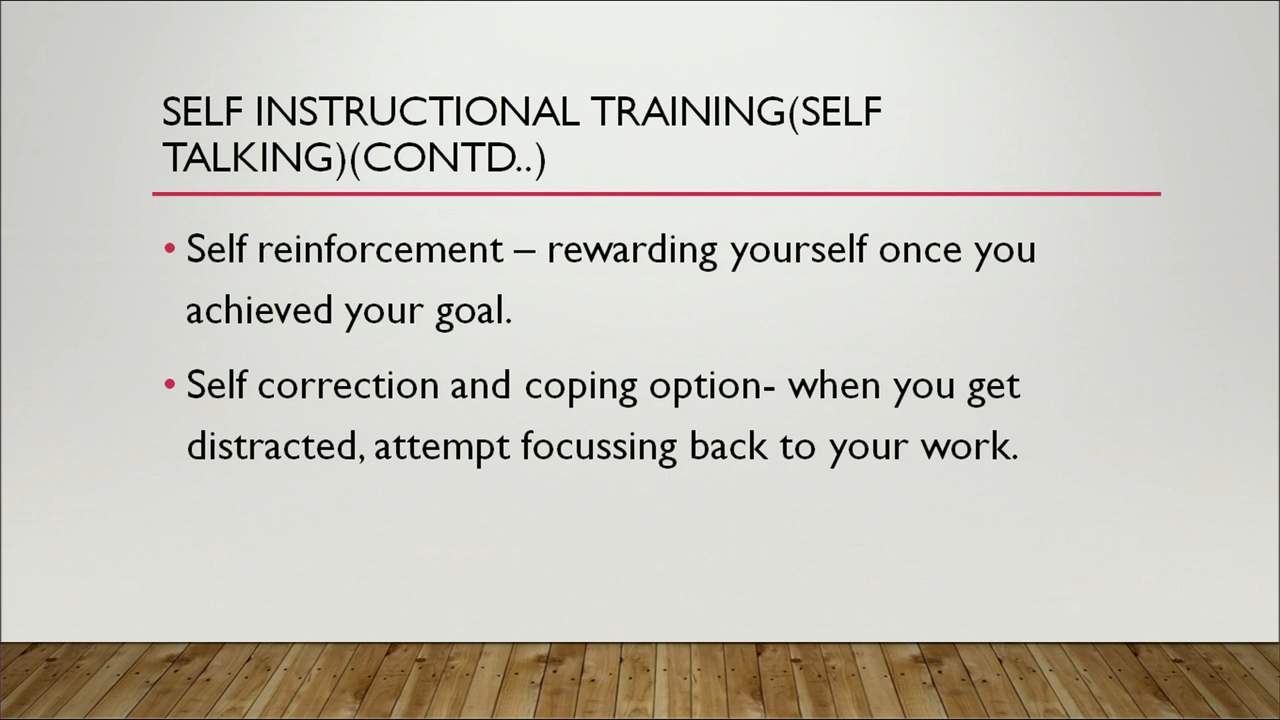 SELF INSTRUCTIONAL TRAINING(SELF
TALKING)(CONTD..)
• Self reinforcement – rewarding yourself once you
achieved your goal.
• Self correction and coping option- when you get
distracted, attempt focussing back to your work.